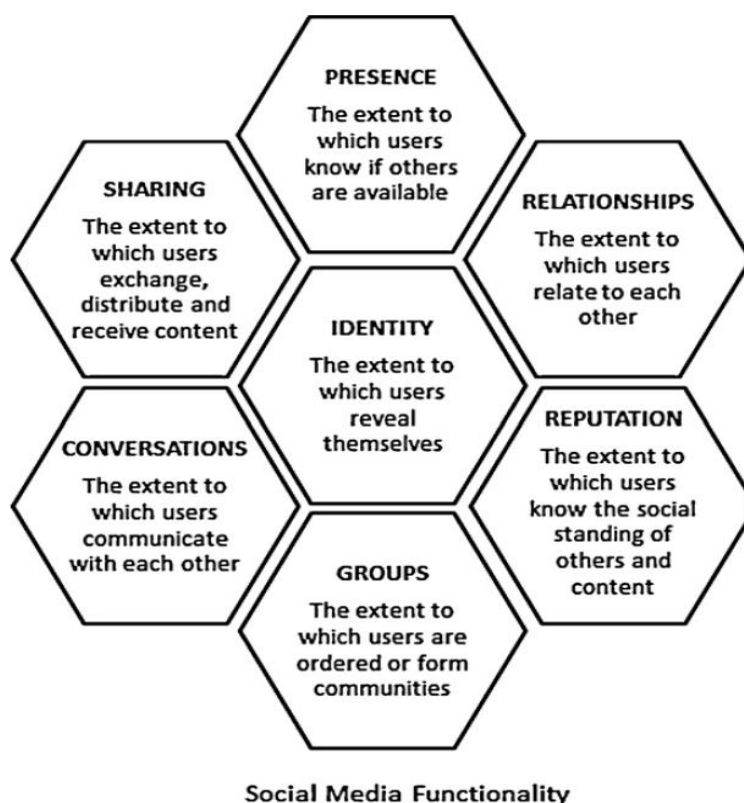 PRESENCE
The extent to
which users
know if others
are available
SHARING
The extent to
which users
exchange,
distribute and
receive content
RELATIONSHIPS
The extent to
which users
relate to each
other
IDENTITY
The extent to
which users
reveal
themselves
CONVERSATIONS
The extent to
which users
communicate
with each other
REPUTATION
The extent to
which users
know the social
standing of
others and
content
GROUPS
The extent to
which users are
ordered or form
communities
Social Media Functionality